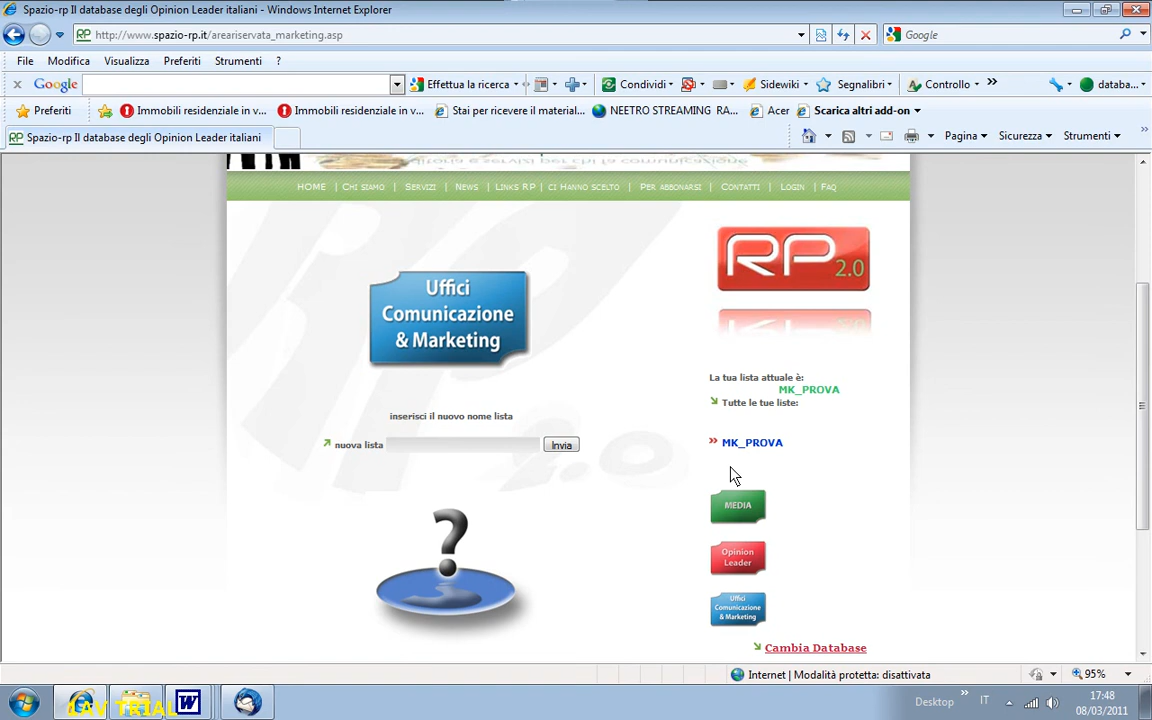 Spazio-rp Il database degli Opinion Leader italiani - Windows Internet Explorer
http://www.spazio-rp.it/areariservata_marketing.asp
Google
File Modifica Visualizza Preferiti Strumenti ?
Google Effettua la ricerca Condividi Sidewiki Segnalibri Controllo » databa...
Preferiti Immobili residenziale in v... Immobili residenziale in v... Stai per ricevere il material... NEETRO STREAMING RA... Acer Scarica altri add-on
Spazio-rp Il database degli Opinion Leader italiani
Pagina Sicurezza Strumenti »
HOME | CHI SIAMO | SERVIZI | NEWS | LINKS RP | CI HANNO SCELTO | PER ABBONARSI | CONTATTI | LOGIN | FAQ
RP 2.0
Uffici
Comunicazione
& Marketing
La tua lista attuale è:
MK_PROVA
Tutte le tue liste:
inserisci il nuovo nome lista
nuova lista Invia
MK_PROVA
MEDIA
Opinion
Leader
?
Uffici
Comunicazione
& Marketing
Cambia Database
Internet | Modalità protetta: disattivata
95%
LAV TRIAL
Desktop » IT
17:48
08/03/2011